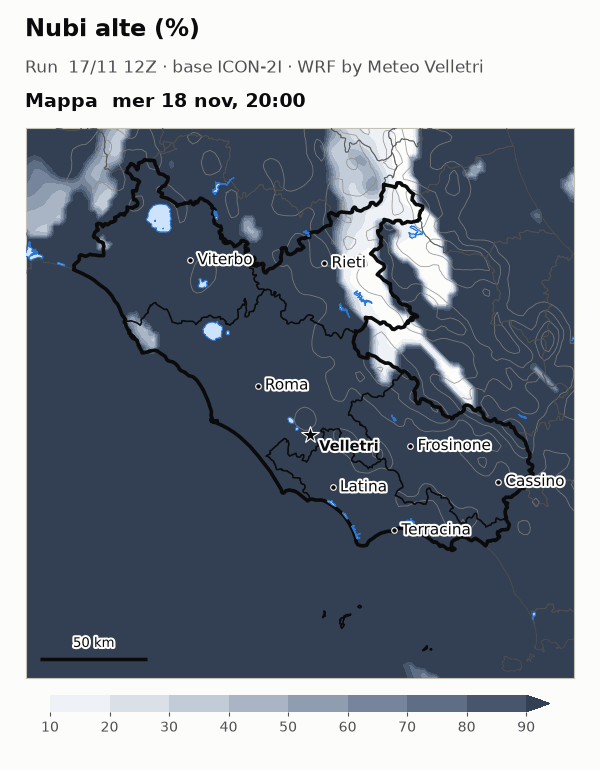 Nubi alte (%)
Run  17/11 12Z · base ICON-2I · WRF by Meteo Velletri
Mappa  mer 18 nov, 20:00
Viterbo
Rieti
Roma
Velletri
Frosinone
Latina
Cassino
Terracina
50 km
10 20 30 40 50 60 70 80 90